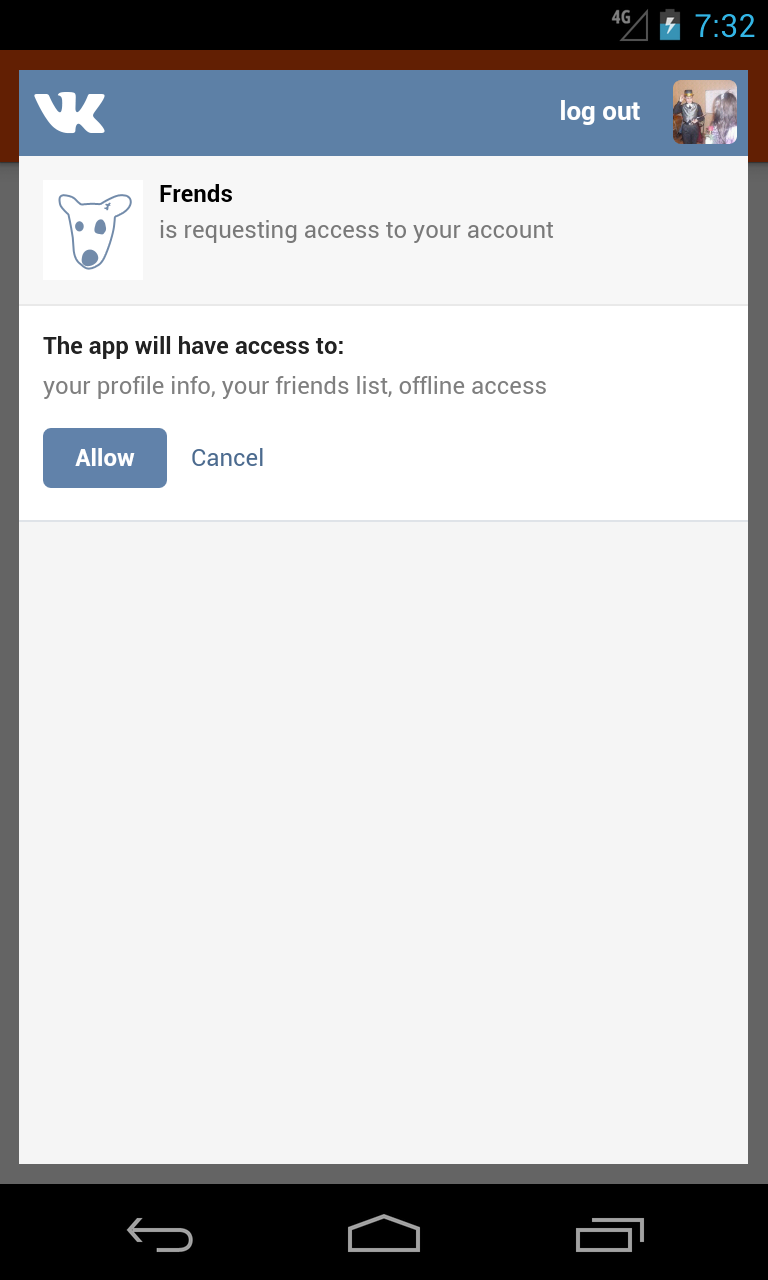 4G 7:32
log out
Frends
is requesting access to your account
The app will have access to:
your profile info, your friends list, offline access
Allow Cancel